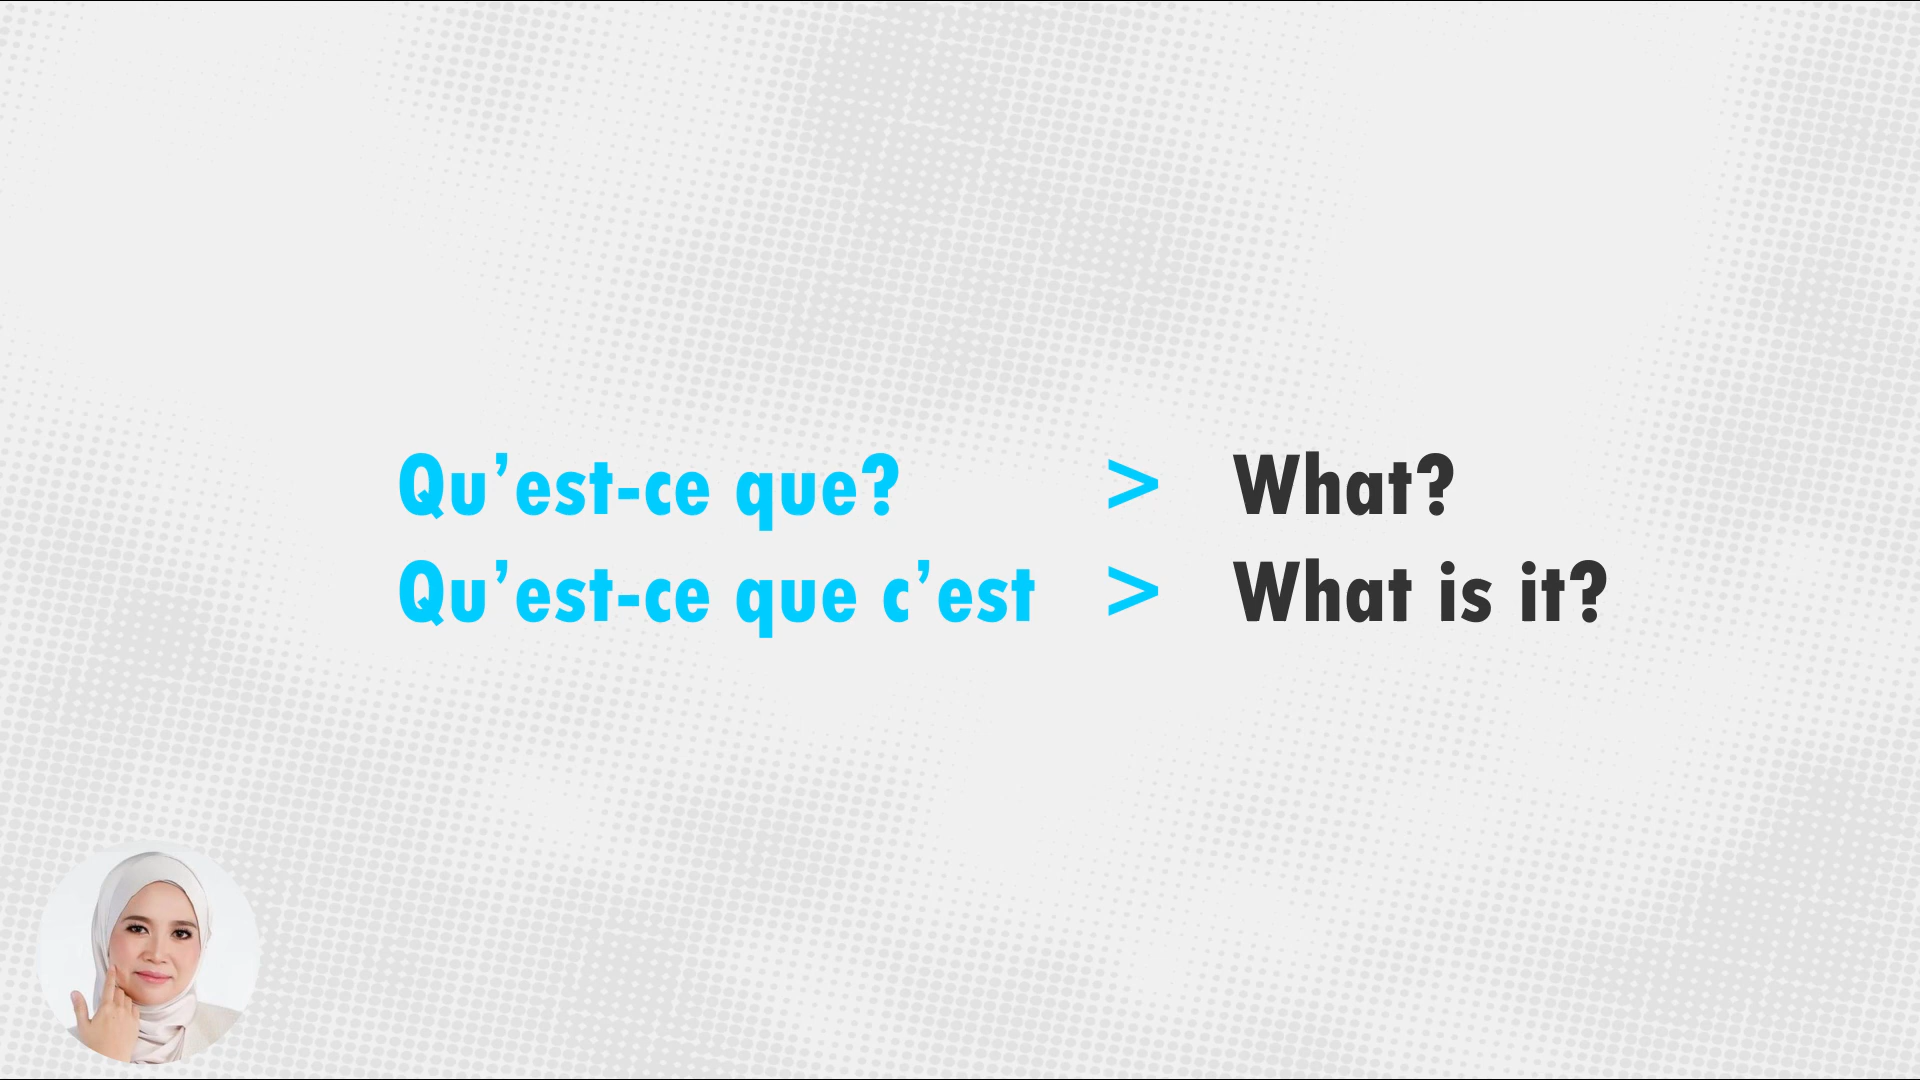 Qu’est-ce que? > What?
Qu’est-ce que c’est > What is it?